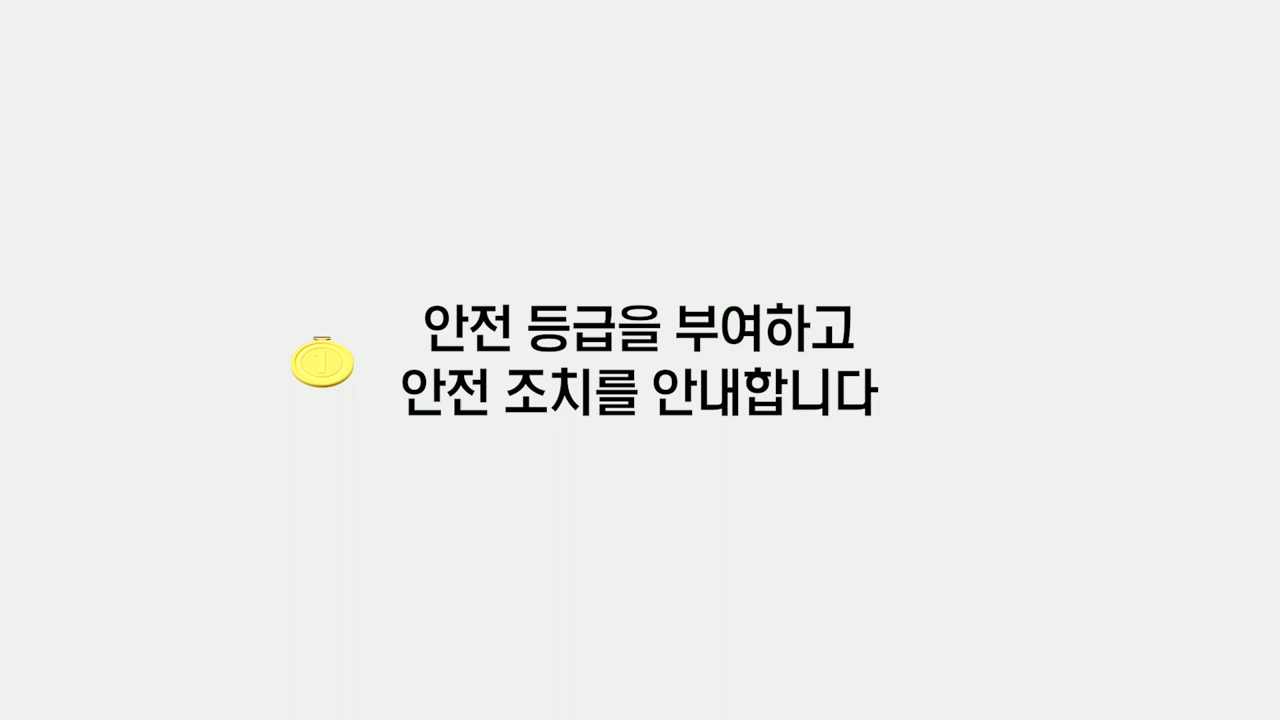 안전 등급을 부여하고
1
안전 조치를 안내합니다